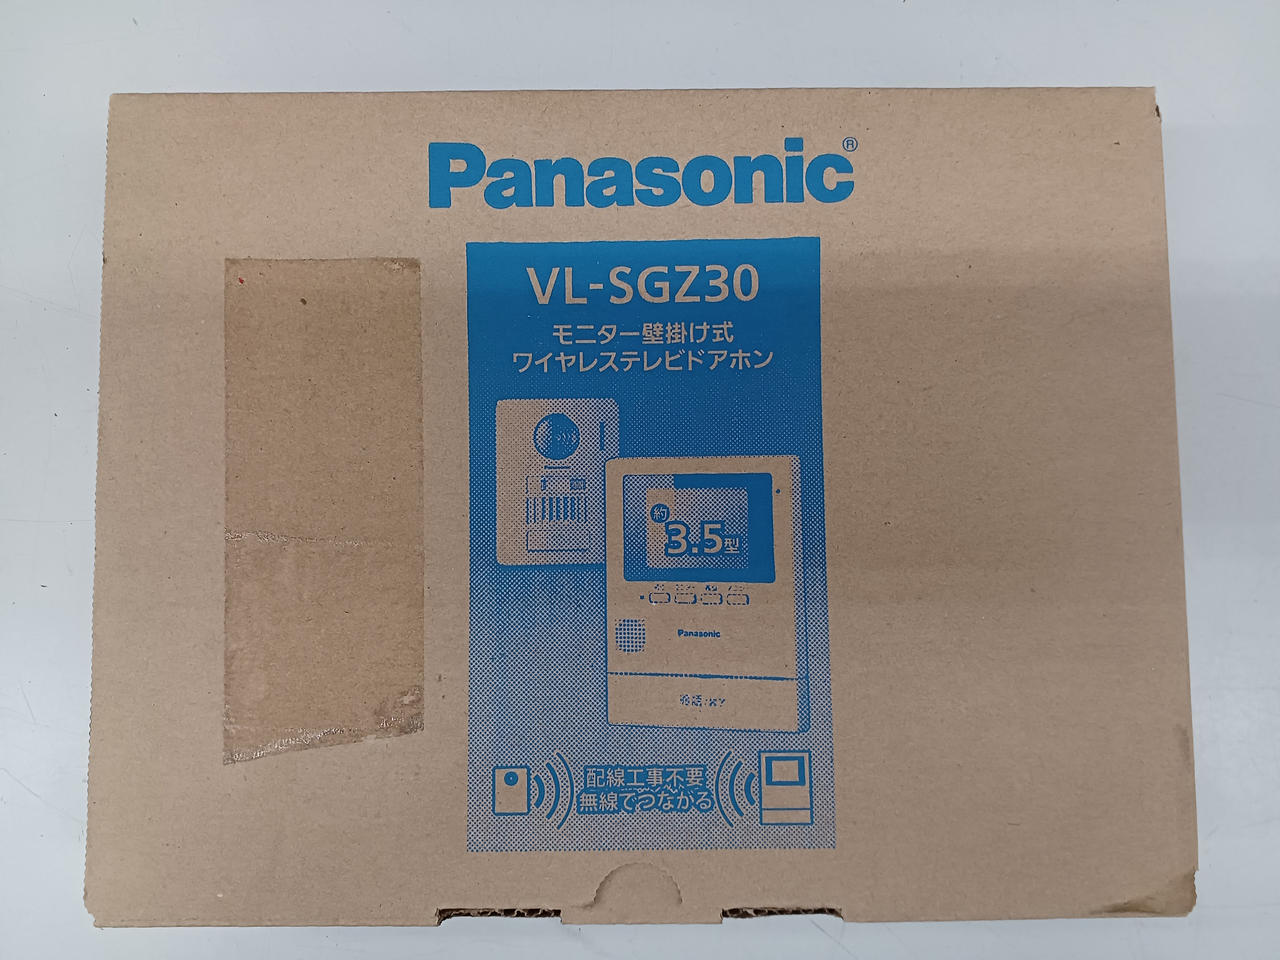 Panasonic®
VL-SGZ30
モニター壁掛け式
ワイヤレステレビドアホン
約
3.5型
Panasonic
配線工事不要
無線でつながる